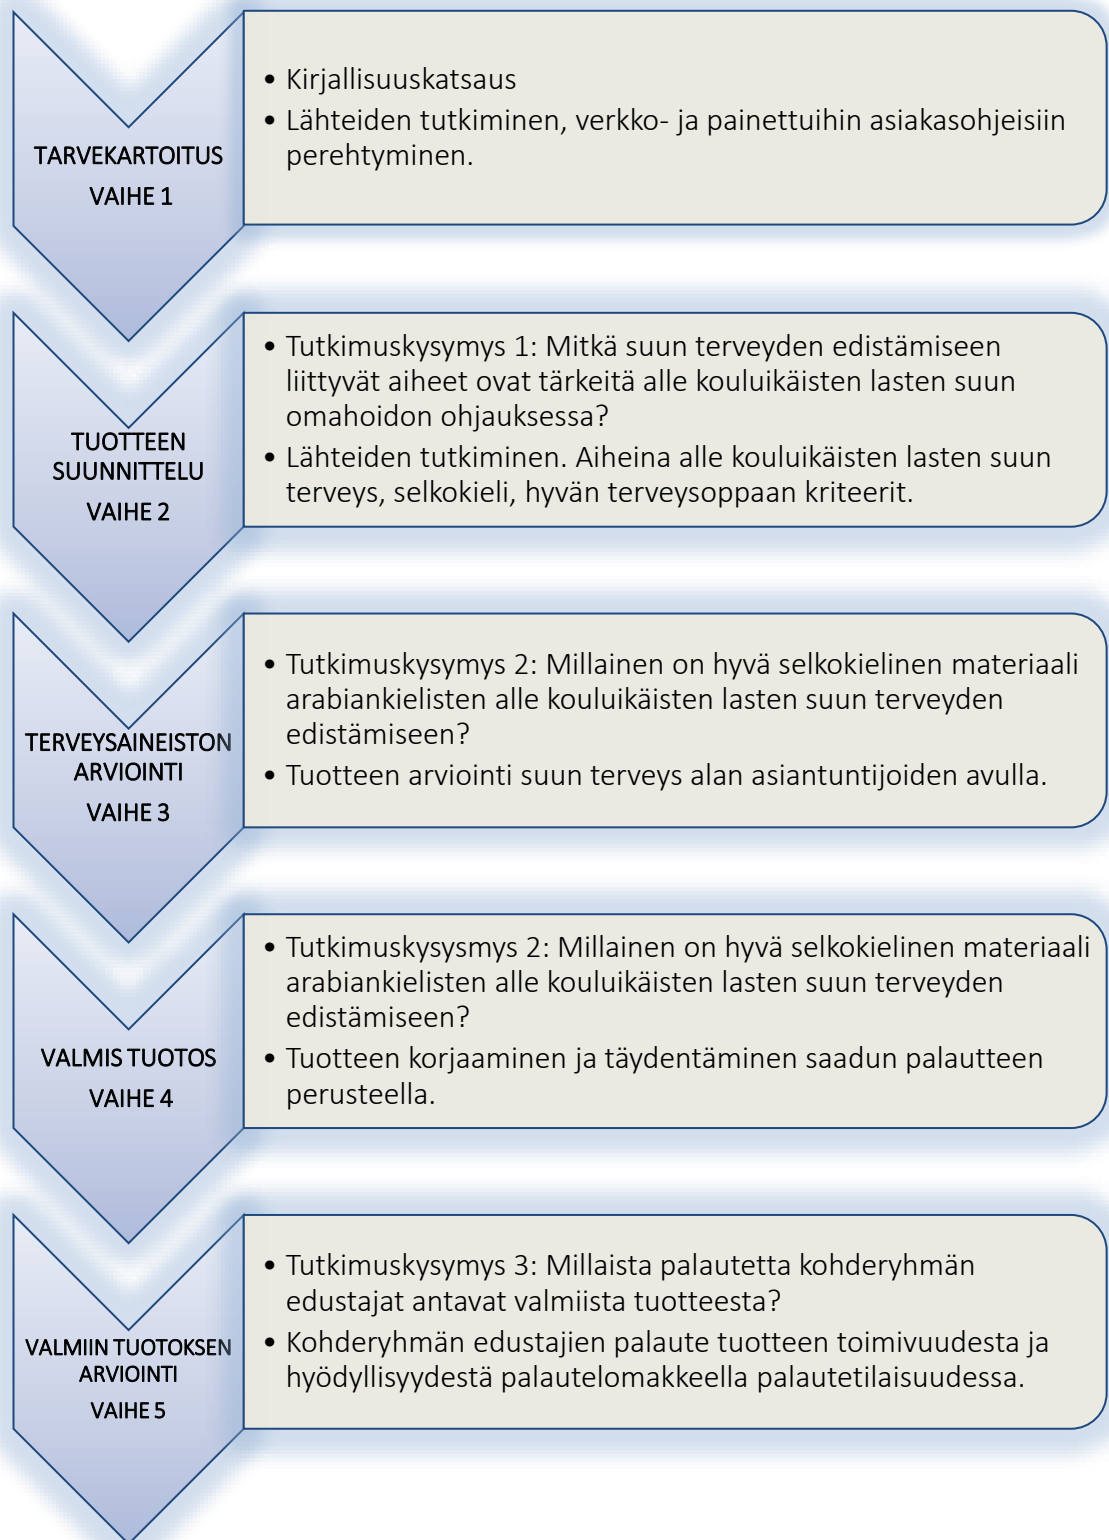 TARVEKARTOITUS
VAIHE 1
• Kirjallisuuskatsaus
• Lähteiden tutkiminen, verkko- ja painettuihin asiakasohjeisiin
perehtyminen.
TUOTTEEN
SUUNNITTELU
VAIHE 2
• Tutkimuskysymys 1: Mitkä suun terveyden edistämiseen
liittyvät aiheet ovat tärkeitä alle kouluikäisten lasten suun
omahoidon ohjauksessa?
• Lähteiden tutkiminen. Aiheina alle kouluikäisten lasten suun
terveys, selkokieli, hyvän terveysoppaan kriteerit.
TERVEYSAINEISTON
ARVIOINTI
VAIHE 3
• Tutkimuskysymys 2: Millainen on hyvä selkokielinen materiaali
arabiankielisten alle kouluikäisten lasten suun terveyden
edistämiseen?
• Tuotteen arviointi suun terveys alan asiantuntijoiden avulla.
VALMIS TUOTOS
VAIHE 4
• Tutkimuskysysmys 2: Millainen on hyvä selkokielinen materiaali
arabiankielisten alle kouluikäisten lasten suun terveyden
edistämiseen?
• Tuotteen korjaaminen ja täydentäminen saadun palautteen
perusteella.
VALMIIN TUOTOKSEN
ARVIOINTI
VAIHE 5
• Tutkimuskysymys 3: Millaista palautetta kohderyhmän
edustajat antavat valmiista tuotteesta?
• Kohderyhmän edustajien palaute tuotteen toimivuudesta ja
hyödyllisyydestä palautelomakkeella palautetilaisuudessa.